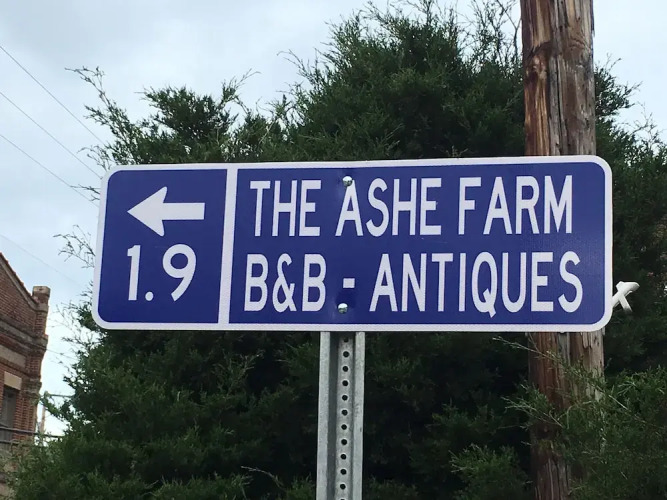 ← 1.9
THE ASHE FARM
B&B - ANTIQUES